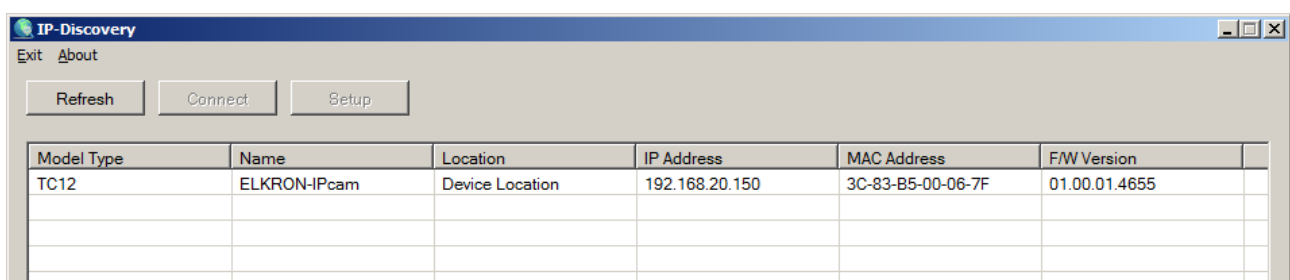 IP-Discovery
Exit About
Refresh Connect Setup
Model Type Name Location IP Address MAC Address F/W Version
TC12 ELKRON-IPcam Device Location 192.168.20.150 3C-83-B5-00-06-7F 01.00.01.4655